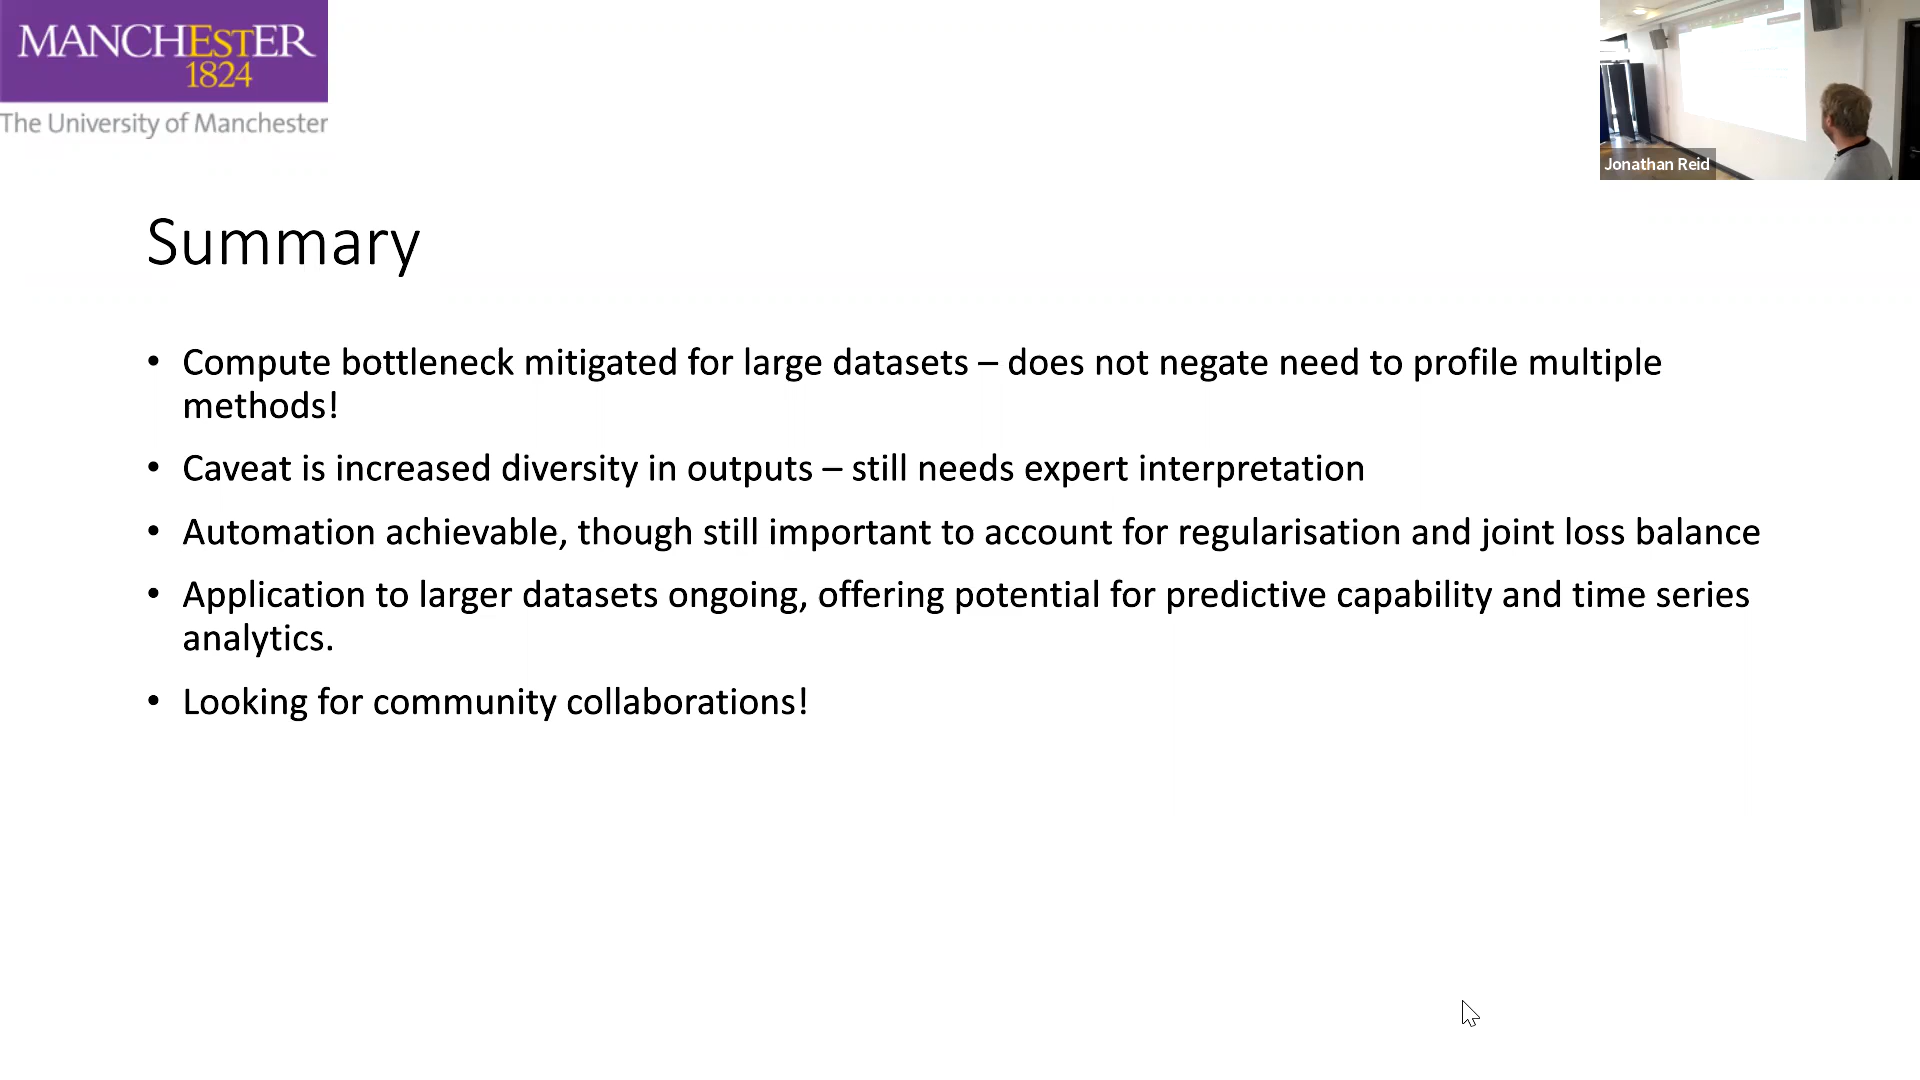 MANCHESTER
1824
The University of Manchester
Jonathan Reid
Summary
• Compute bottleneck mitigated for large datasets – does not negate need to profile multiple
methods!
• Caveat is increased diversity in outputs – still needs expert interpretation
• Automation achievable, though still important to account for regularisation and joint loss balance
• Application to larger datasets ongoing, offering potential for predictive capability and time series
analytics.
• Looking for community collaborations!